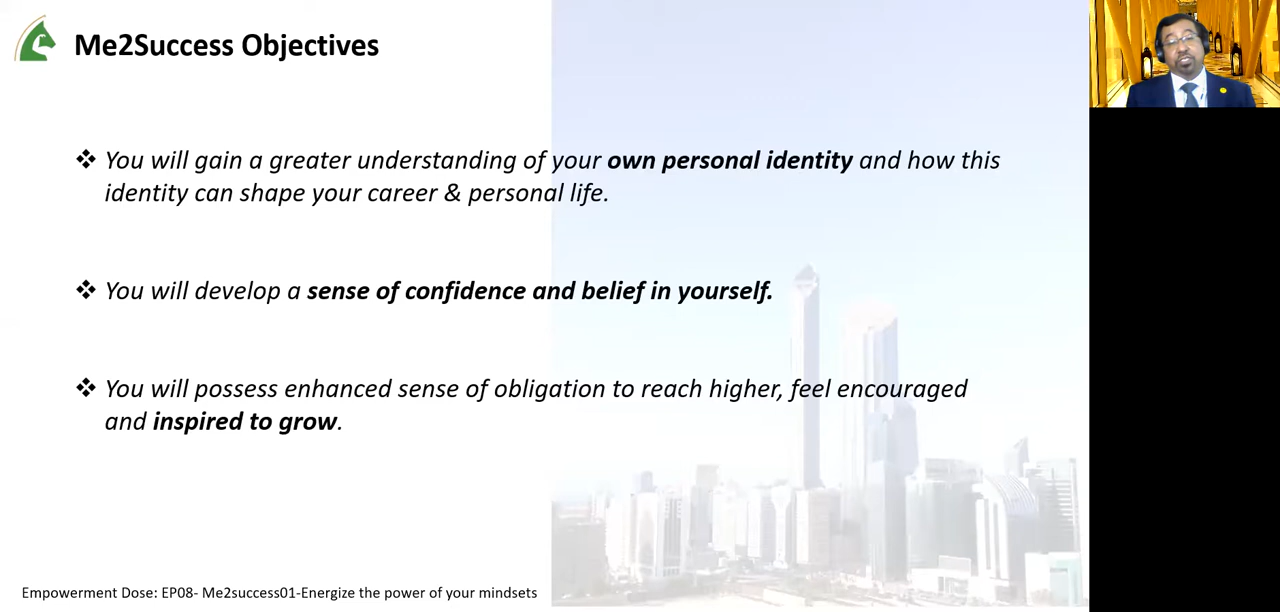 Me2Success Objectives
❖ You will gain a greater understanding of your own personal identity and how this
identity can shape your career & personal life.
❖ You will develop a sense of confidence and belief in yourself.
❖ You will possess enhanced sense of obligation to reach higher, feel encouraged
and inspired to grow.
Empowerment Dose: EP08- Me2success01-Energize the power of your mindsets